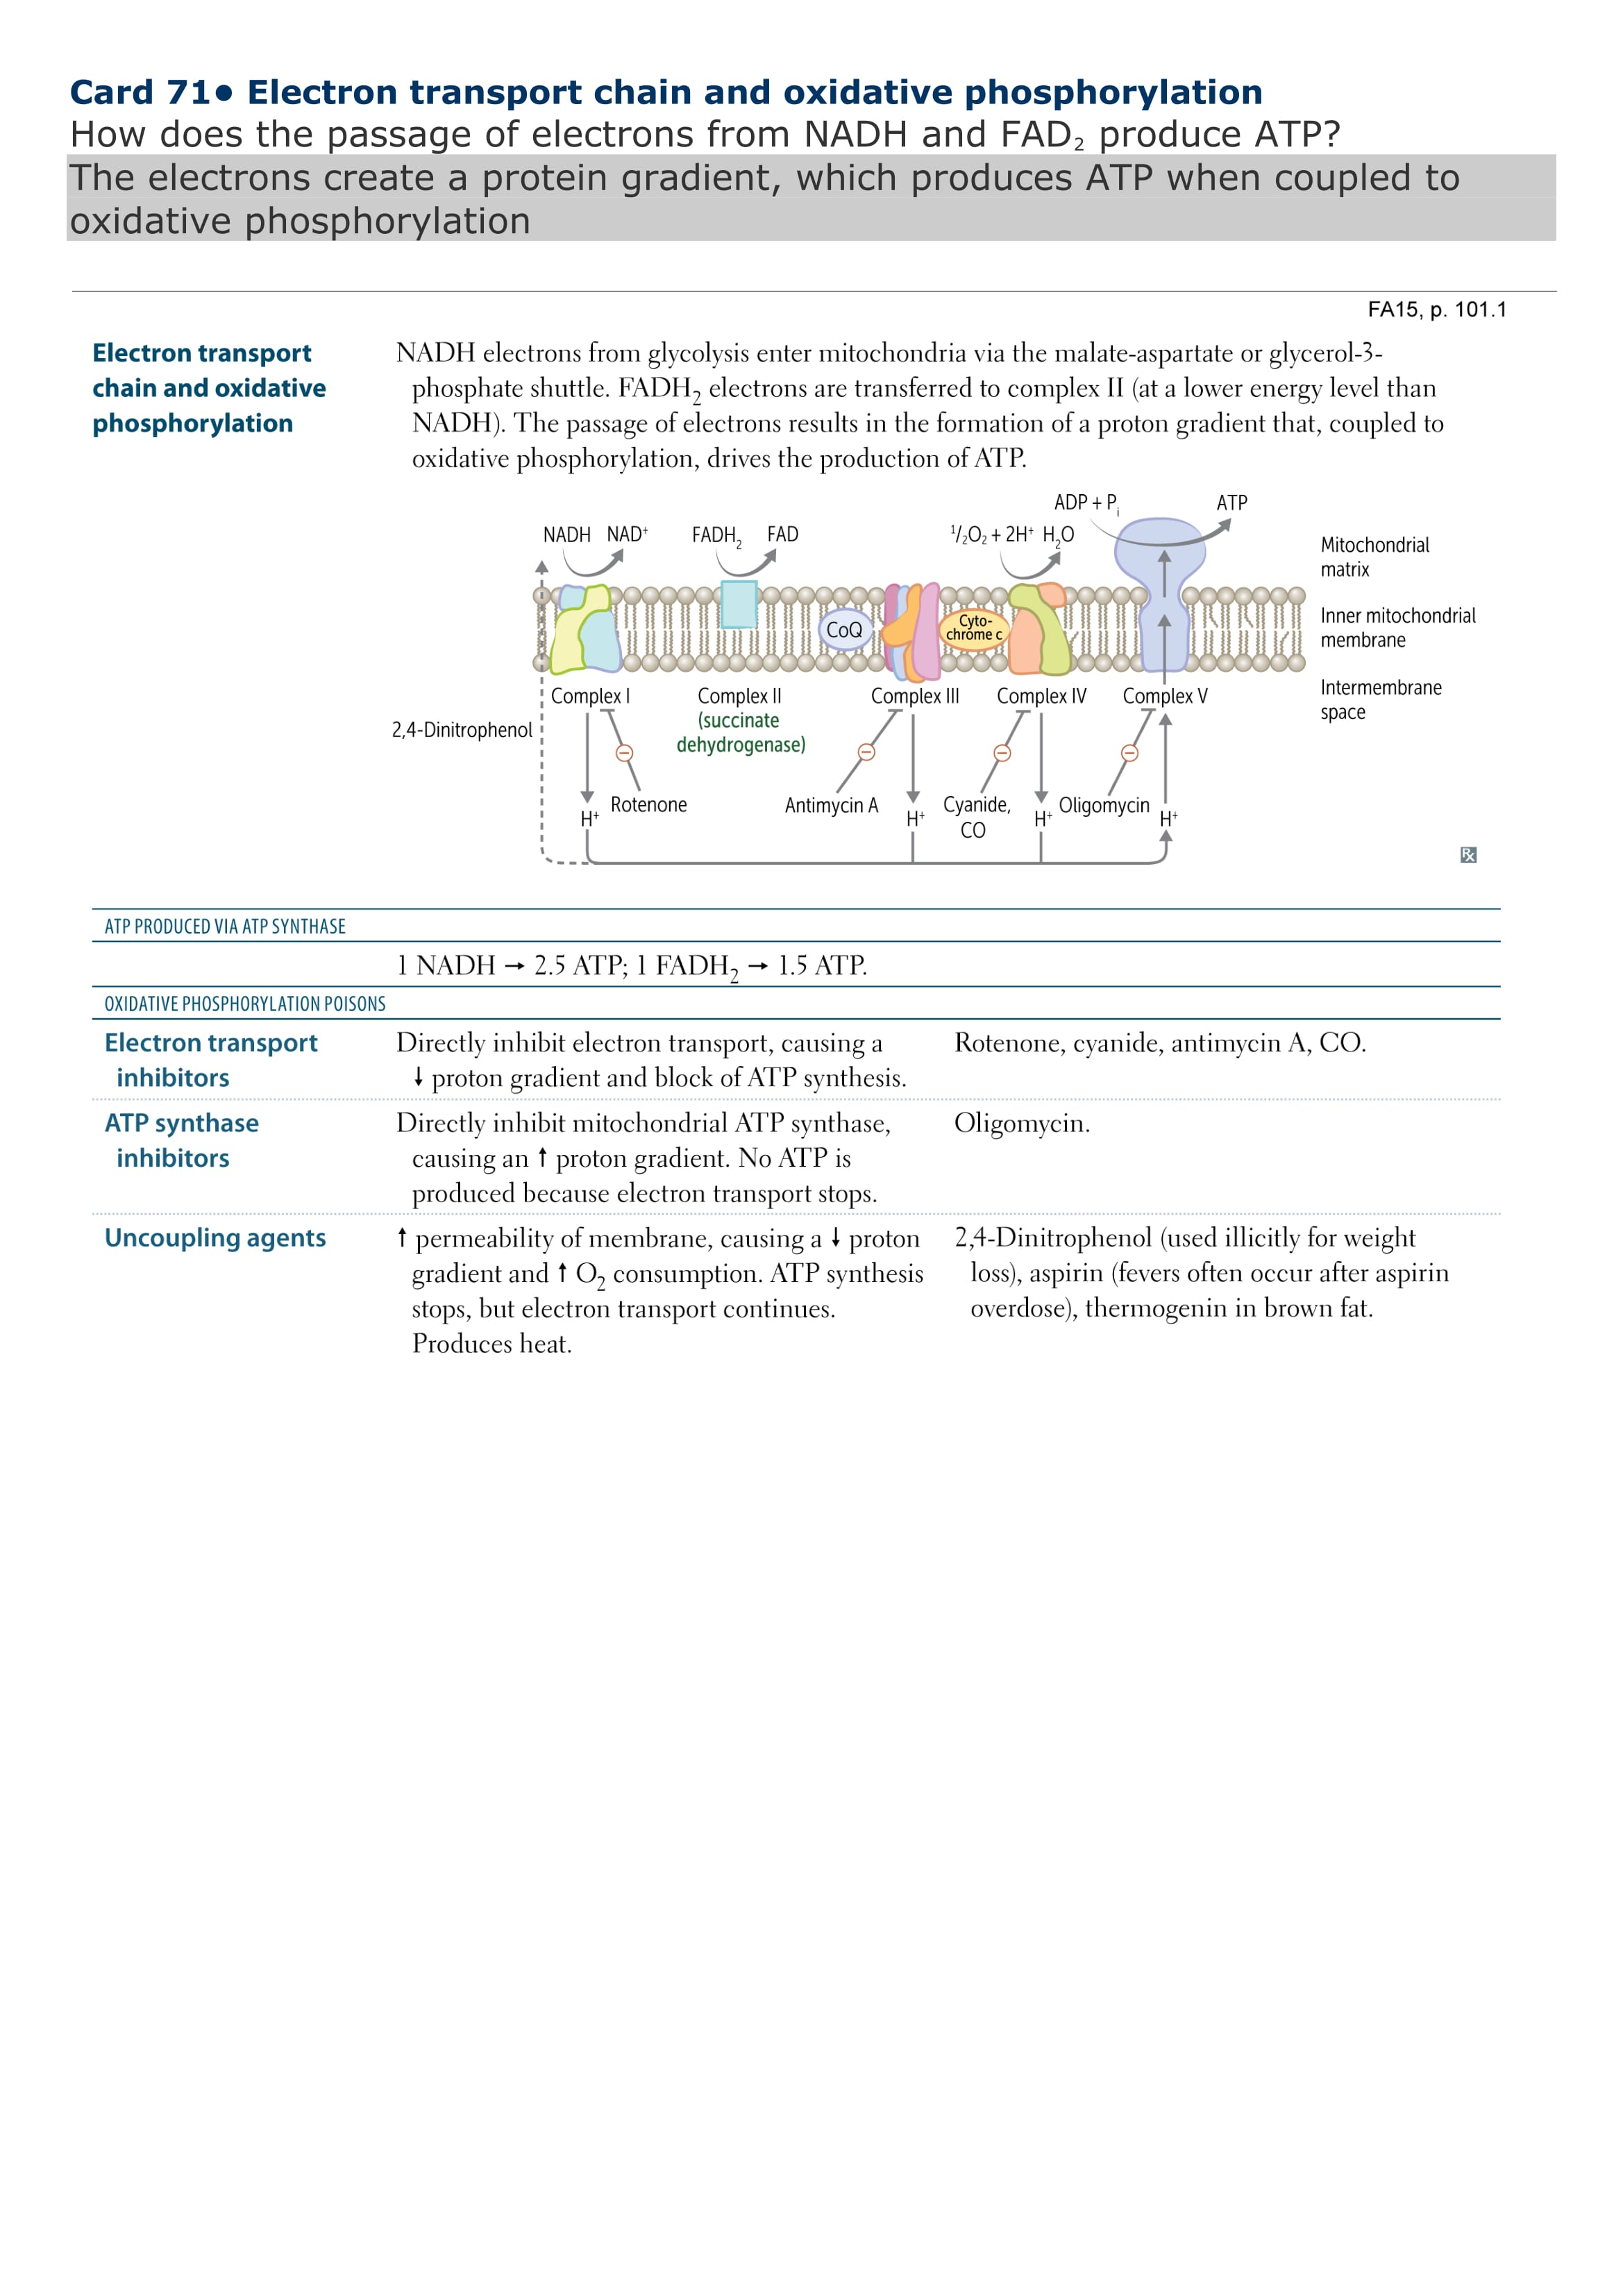 Card 71● Electron transport chain and oxidative phosphorylation
How does the passage of electrons from NADH and FAD₂ produce ATP?
The electrons create a protein gradient, which produces ATP when coupled to
oxidative phosphorylation
FA15, p. 101.1
Electron transport
chain and oxidative
phosphorylation
NADH electrons from glycolysis enter mitochondria via the malate-aspartate or glycerol-3-
phosphate shuttle. FADH₂ electrons are transferred to complex II (at a lower energy level than
NADH). The passage of electrons results in the formation of a proton gradient that, coupled to
oxidative phosphorylation, drives the production of ATP.
ADP + Pᵢ ATP
NADH NAD⁺ FADH₂ FAD ¹/₂O₂ + 2H⁺ H₂O
Mitochondrial
matrix
CoQ
Cyto-
chrome c
Inner mitochondrial
membrane
Complex I Complex II Complex III Complex IV Complex V
(succinate
dehydrogenase)
Intermembrane
space
2,4-Dinitrophenol
Rotenone Antimycin A Cyanide,
CO
Oligomycin
H⁺ H⁺ H⁺ H⁺
Rx
ATP PRODUCED VIA ATP SYNTHASE
1 NADH → 2.5 ATP; 1 FADH₂ → 1.5 ATP.
OXIDATIVE PHOSPHORYLATION POISONS
Electron transport
inhibitors
Directly inhibit electron transport, causing a
↓ proton gradient and block of ATP synthesis.
Rotenone, cyanide, antimycin A, CO.
ATP synthase
inhibitors
Directly inhibit mitochondrial ATP synthase,
causing an ↑ proton gradient. No ATP is
produced because electron transport stops.
Oligomycin.
Uncoupling agents
↑ permeability of membrane, causing a ↓ proton
gradient and ↑ O₂ consumption. ATP synthesis
stops, but electron transport continues.
Produces heat.
2,4-Dinitrophenol (used illicitly for weight
loss), aspirin (fevers often occur after aspirin
overdose), thermogenin in brown fat.